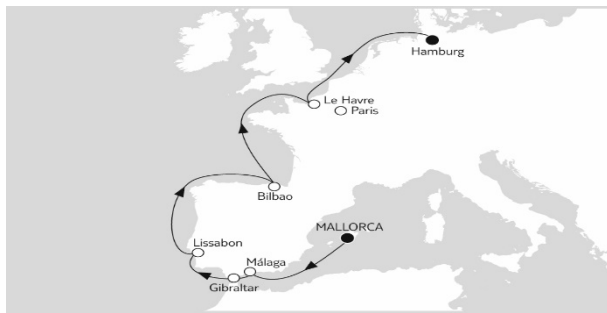 Hamburg
Le Havre
Paris
Bilbao
MALLORCA
Lissabon
Málaga
Gibraltar